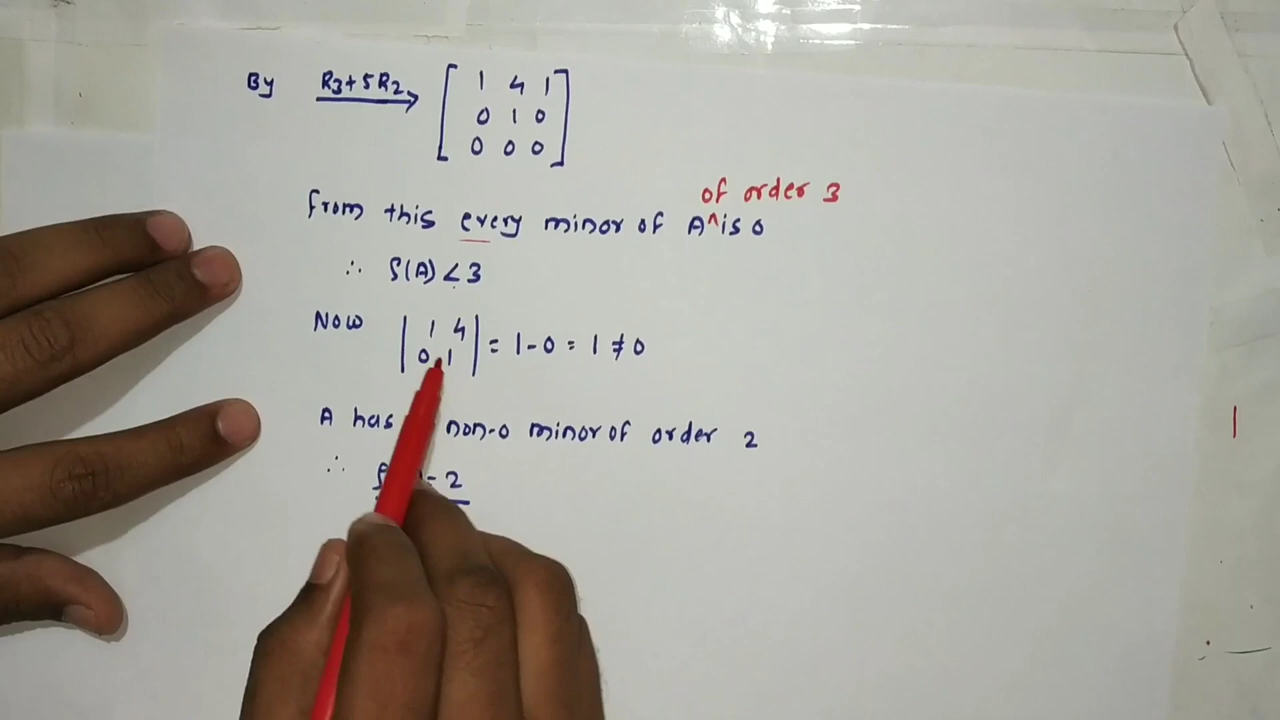 By R3+5R2 [ 1 4 1
0 1 0
0 0 0 ]
of order 3
from this every minor of A ^ is 0
∴ ρ(A) < 3
Now | 1 4
0 1 | = 1 - 0 = 1 ≠ 0
A has non-0 minor of order 2
∴ 2